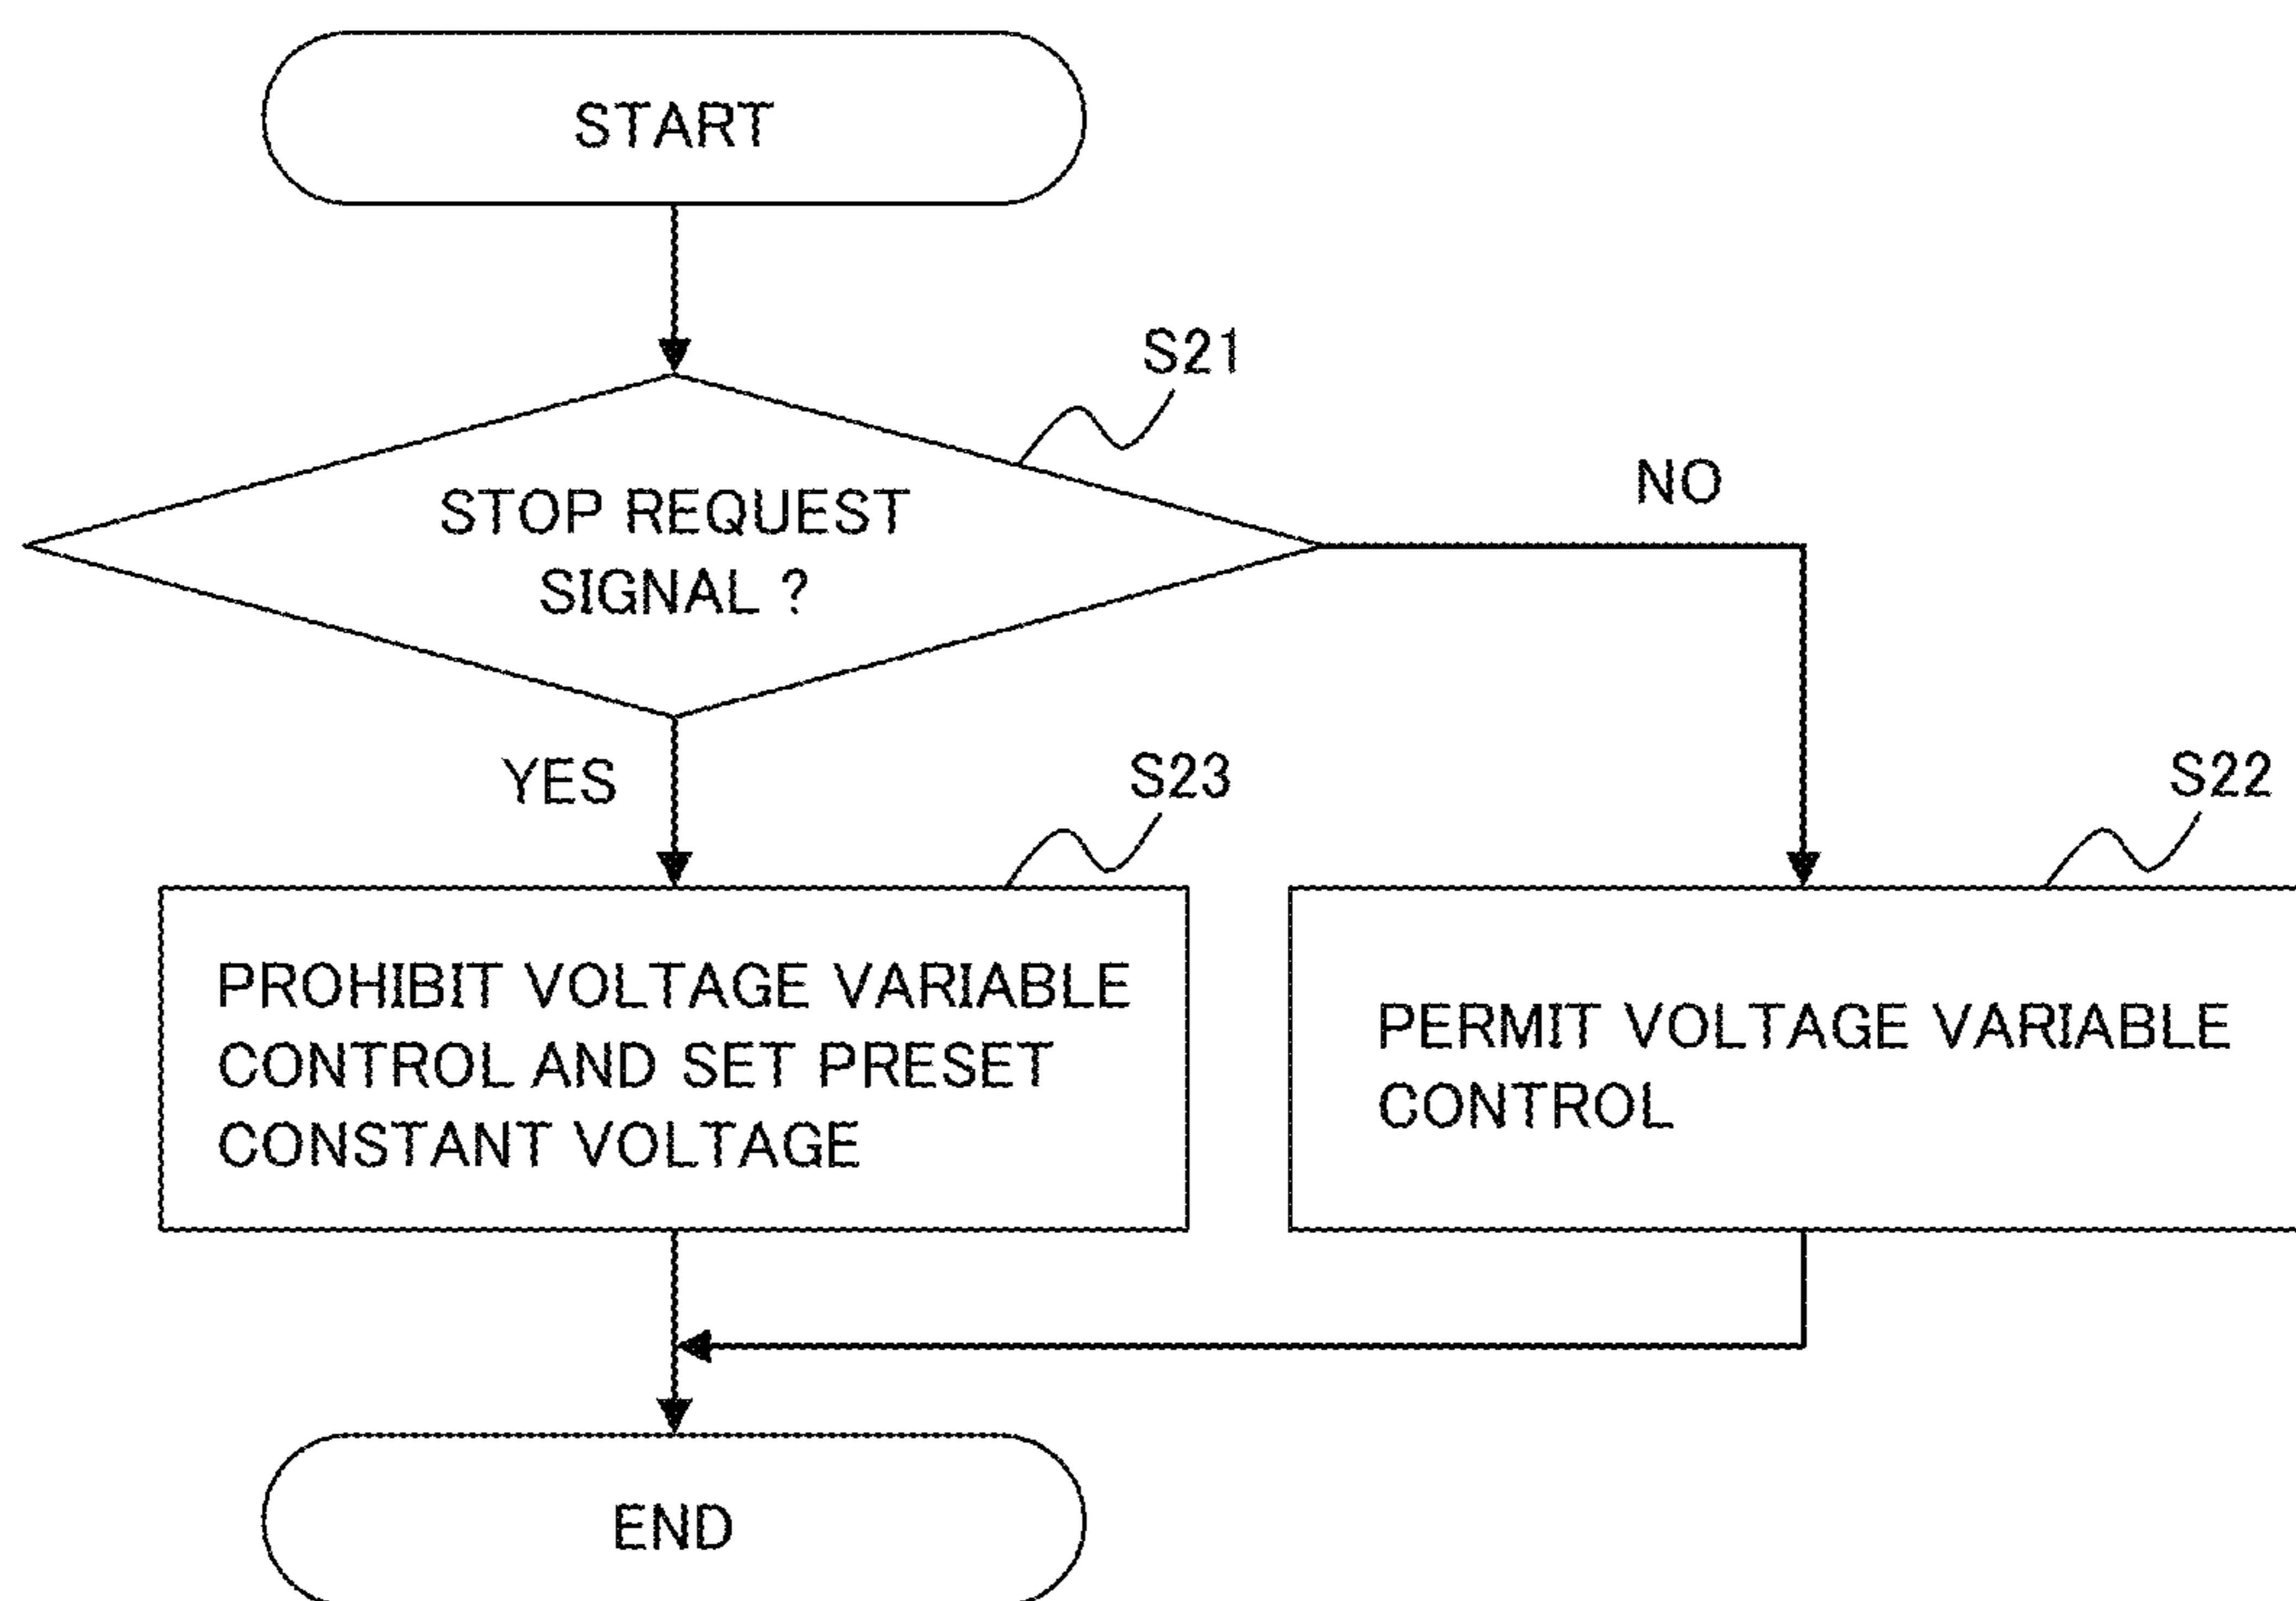 START
S21
STOP REQUEST
SIGNAL ?
NO
YES
S23
S22
PROHIBIT VOLTAGE VARIABLE
CONTROL AND SET PRESET
CONSTANT VOLTAGE
PERMIT VOLTAGE VARIABLE
CONTROL
END